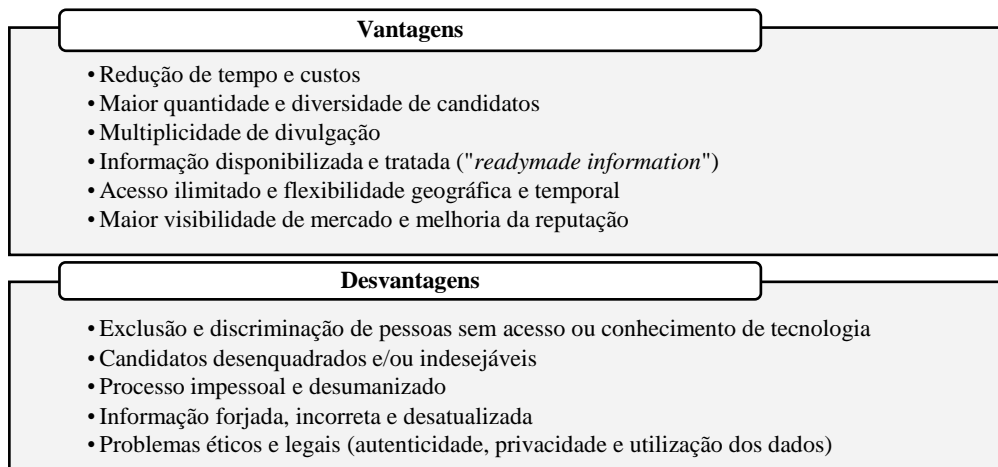 Vantagens
• Redução de tempo e custos
• Maior quantidade e diversidade de candidatos
• Multiplicidade de divulgação
• Informação disponibilizada e tratada ("readymade information")
• Acesso ilimitado e flexibilidade geográfica e temporal
• Maior visibilidade de mercado e melhoria da reputação
Desvantagens
• Exclusão e discriminação de pessoas sem acesso ou conhecimento de tecnologia
• Candidatos desenquadrados e/ou indesejáveis
• Processo impessoal e desumanizado
• Informação forjada, incorreta e desatualizada
• Problemas éticos e legais (autenticidade, privacidade e utilização dos dados)